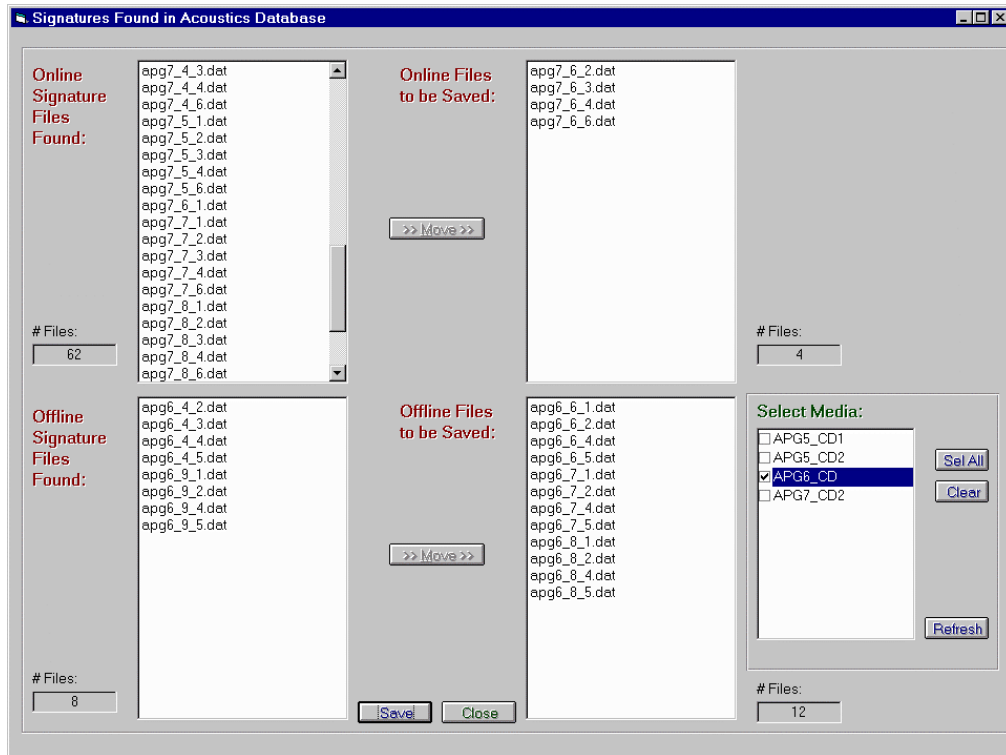 Signatures Found in Acoustics Database
Online
Signature
Files
Found:
apg7_4_3.dat
apg7_4_4.dat
apg7_4_6.dat
apg7_5_1.dat
apg7_5_2.dat
apg7_5_3.dat
apg7_5_4.dat
apg7_5_6.dat
apg7_6_1.dat
apg7_7_1.dat
apg7_7_2.dat
apg7_7_3.dat
apg7_7_4.dat
apg7_7_6.dat
apg7_8_1.dat
apg7_8_2.dat
apg7_8_3.dat
apg7_8_4.dat
apg7_8_6.dat
# Files:
62
Online Files
to be Saved:
>> Move >>
apg7_6_2.dat
apg7_6_3.dat
apg7_6_4.dat
apg7_6_6.dat
# Files:
4
Offline
Signature
Files
Found:
apg6_4_2.dat
apg6_4_3.dat
apg6_4_4.dat
apg6_4_5.dat
apg6_9_1.dat
apg6_9_2.dat
apg6_9_4.dat
apg6_9_5.dat
# Files:
8
Offline Files
to be Saved:
>> Move >>
apg6_6_1.dat
apg6_6_2.dat
apg6_6_4.dat
apg6_6_5.dat
apg6_7_1.dat
apg6_7_2.dat
apg6_7_4.dat
apg6_7_5.dat
apg6_8_1.dat
apg6_8_2.dat
apg6_8_4.dat
apg6_8_5.dat
Select Media:
APG5_CD1
APG5_CD2
APG6_CD
APG7_CD2
Sel All
Clear
Refresh
# Files:
12
Save
Close